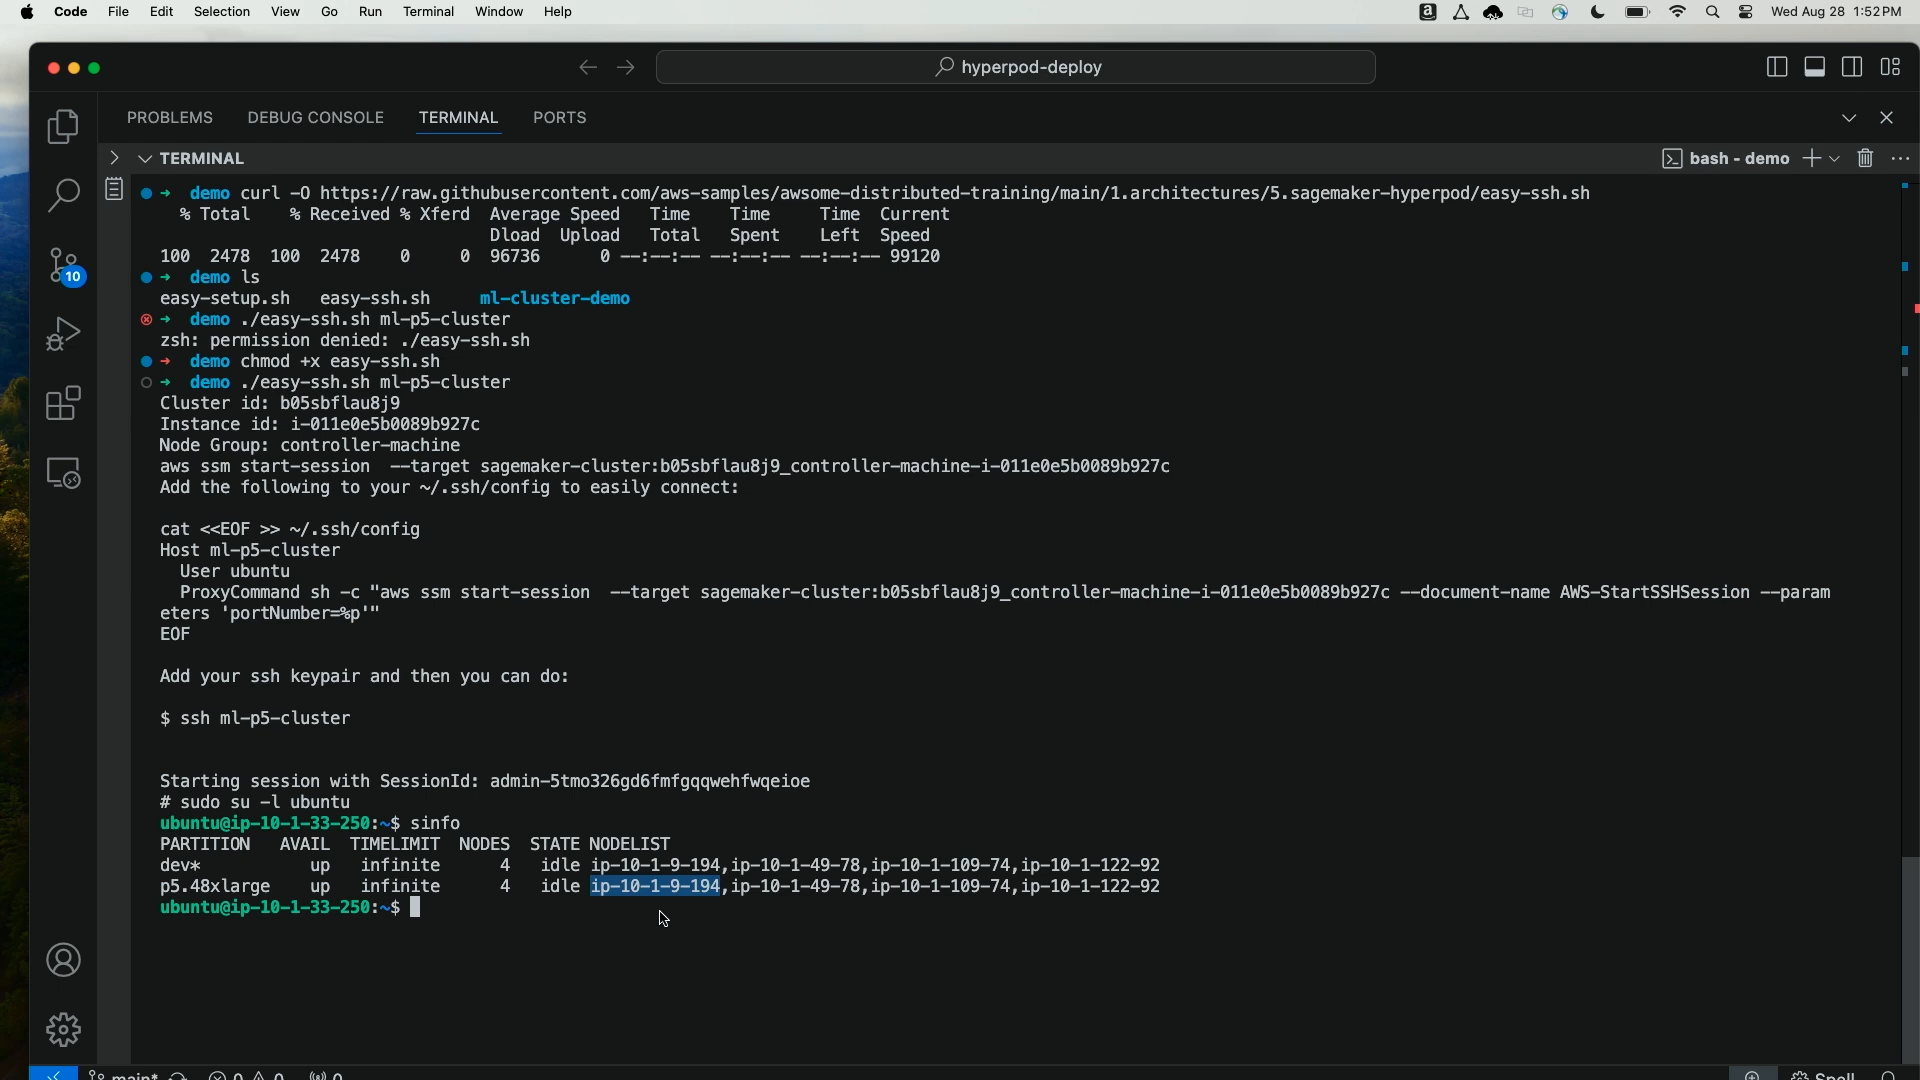 Code File Edit Selection View Go Run Terminal Window Help Wed Aug 28 1:52 PM
hyperpod-deploy
PROBLEMS DEBUG CONSOLE TERMINAL PORTS
TERMINAL bash - demo
demo curl -O https://raw.githubusercontent.com/aws-samples/awsome-distributed-training/main/1.architectures/5.sagemaker-hyperpod/easy-ssh.sh
% Total % Received % Xferd Average Speed Time Time Time Current
Dload Upload Total Spent Left Speed
100 2478 100 2478 0 0 96736 0 --:--:-- --:--:-- --:--:-- 99120
demo ls
easy-setup.sh easy-ssh.sh ml-cluster-demo
demo ./easy-ssh.sh ml-p5-cluster
zsh: permission denied: ./easy-ssh.sh
demo chmod +x easy-ssh.sh
demo ./easy-ssh.sh ml-p5-cluster
Cluster id: b05sbflau8j9
Instance id: i-011e0e5b0089b927c
Node Group: controller-machine
aws ssm start-session --target sagemaker-cluster:b05sbflau8j9_controller-machine-i-011e0e5b0089b927c
Add the following to your ~/.ssh/config to easily connect:
cat <<EOF >> ~/.ssh/config
Host ml-p5-cluster
User ubuntu
ProxyCommand sh -c "aws ssm start-session --target sagemaker-cluster:b05sbflau8j9_controller-machine-i-011e0e5b0089b927c --document-name AWS-StartSSHSession --param
eters 'portNumber=%p'"
EOF
Add your ssh keypair and then you can do:
$ ssh ml-p5-cluster
Starting session with SessionId: admin-5tmo326gd6fmfgqqwehfwqeioe
# sudo su -l ubuntu
ubuntu@ip-10-1-33-250:~$ sinfo
PARTITION AVAIL TIMELIMIT NODES STATE NODELIST
dev* up infinite 4 idle ip-10-1-9-194,ip-10-1-49-78,ip-10-1-109-74,ip-10-1-122-92
p5.48xlarge up infinite 4 idle ip-10-1-9-194,ip-10-1-49-78,ip-10-1-109-74,ip-10-1-122-92
ubuntu@ip-10-1-33-250:~$
10
main* 0 0 0 Spell